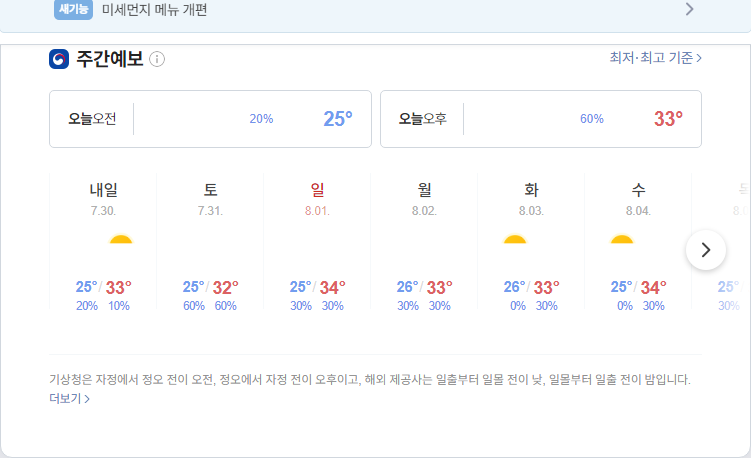 새기능 미세먼지 메뉴 개편
주간예보
최저·최고 기준
오늘오전 20% 25°
오늘오후 60% 33°
내일 토 일 월 화 수
7.30. 7.31. 8.01. 8.02. 8.03. 8.04.
25°/33° 25°/32° 25°/34° 26°/33° 26°/33° 25°/34° 25°
20% 10% 60% 60% 30% 30% 30% 30% 0% 30% 0% 30% 30%
기상청은 자정에서 정오 전이 오전, 정오에서 자정 전이 오후이고, 해외 제공사는 일출부터 일몰 전이 낮, 일몰부터 일출 전이 밤입니다.
더보기